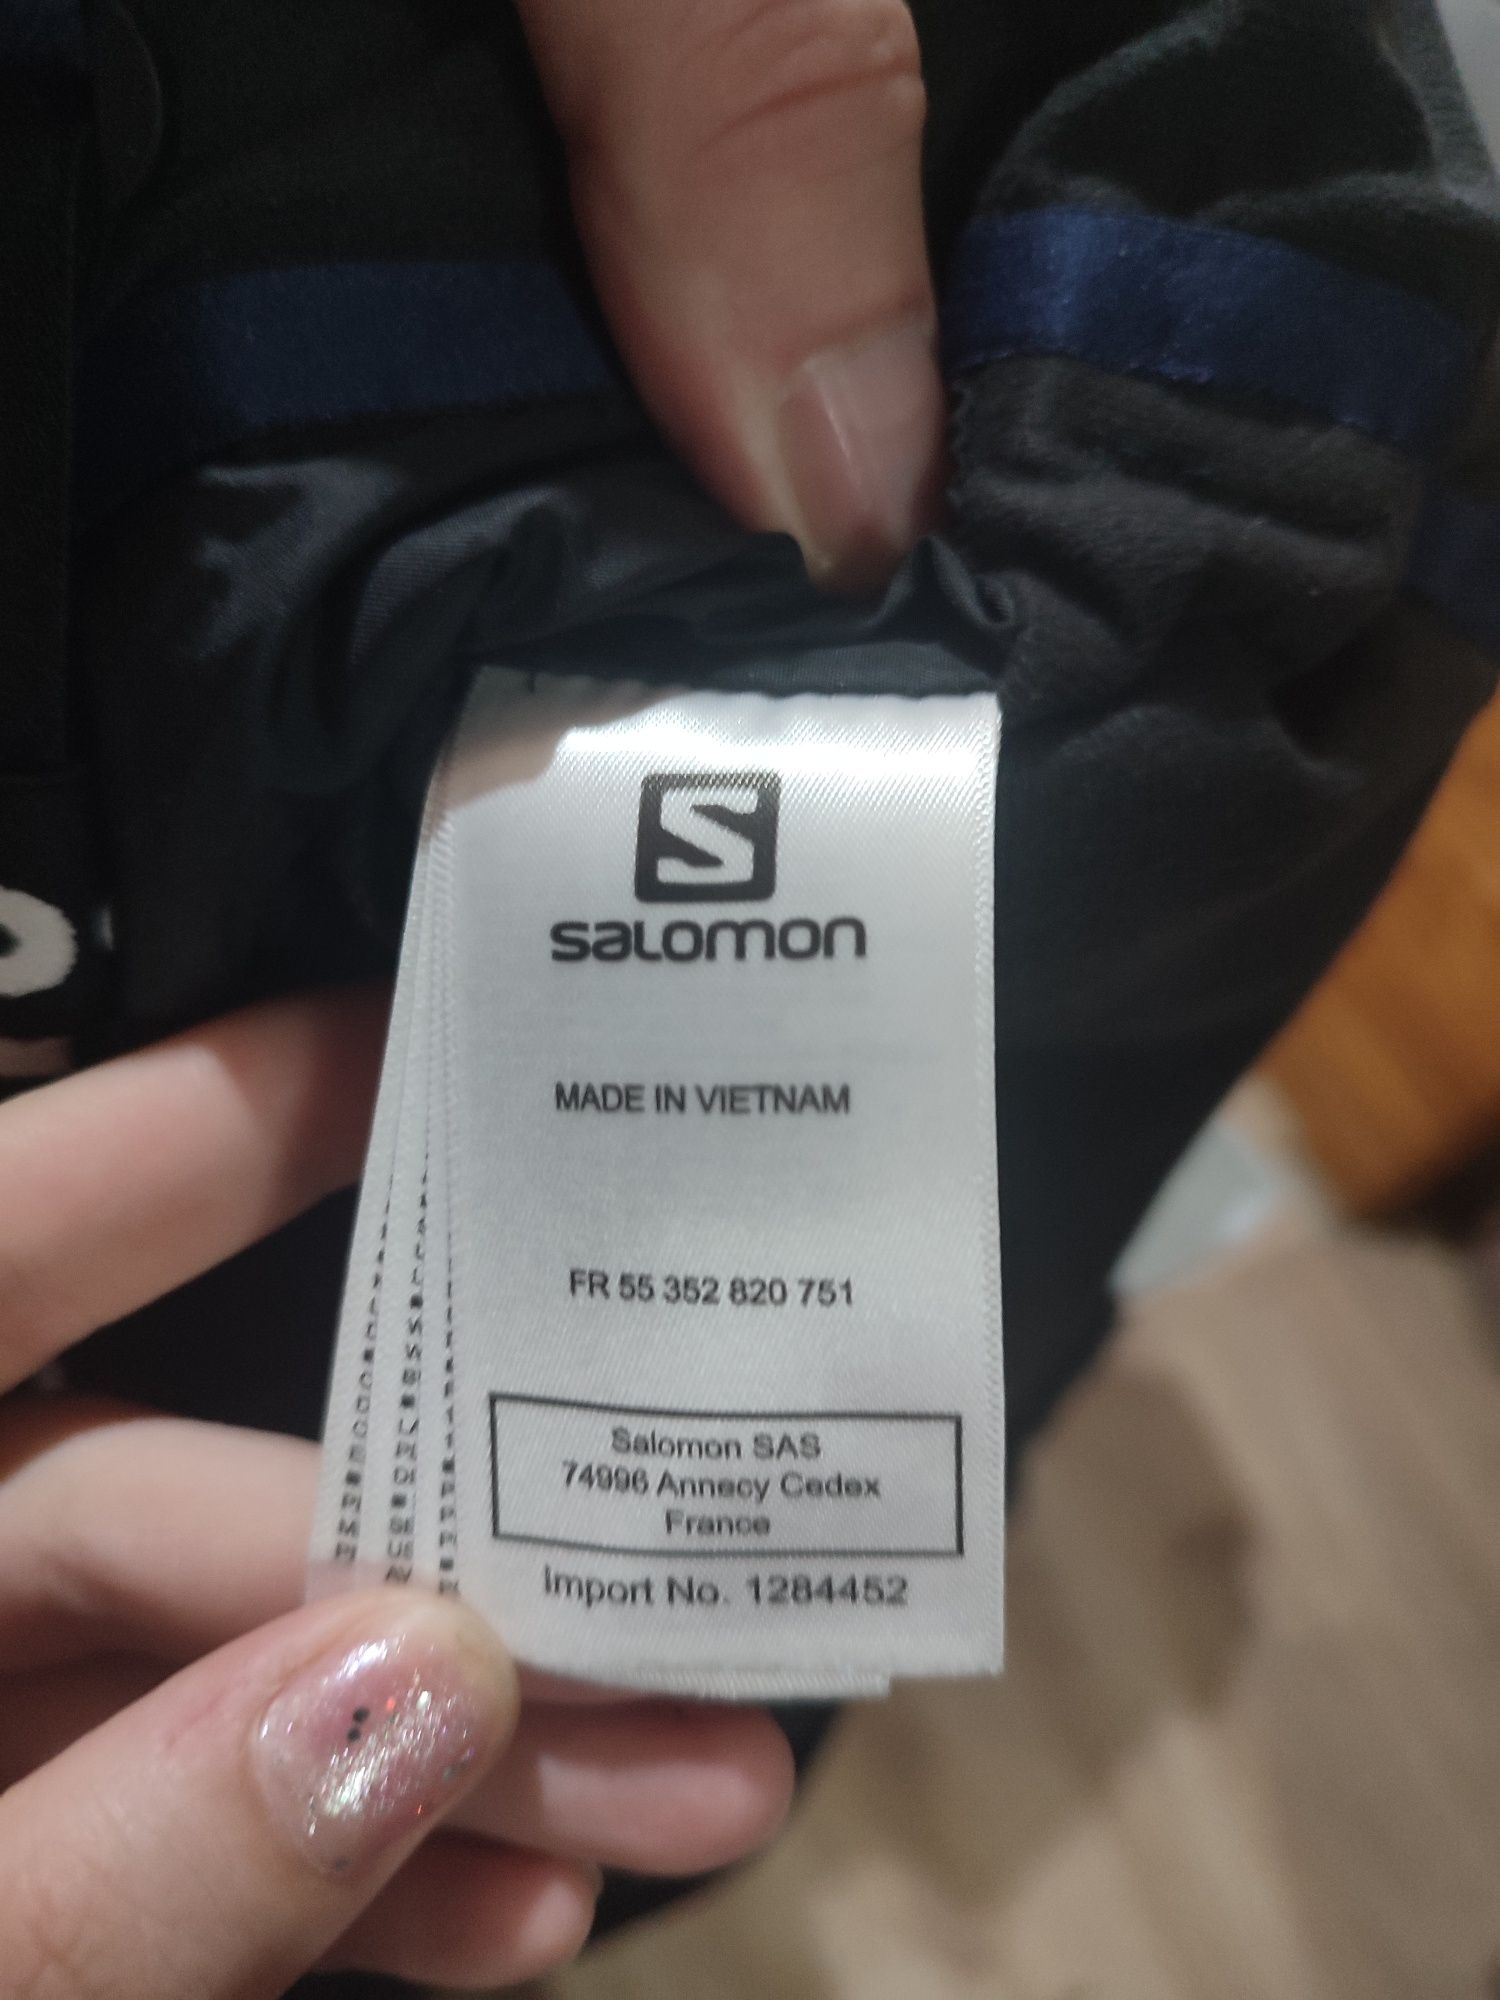 S
salomon
MADE IN VIETNAM
FR 55 352 820 751
Salomon SAS
74996 Annecy Cedex
France
Import No. 1284452